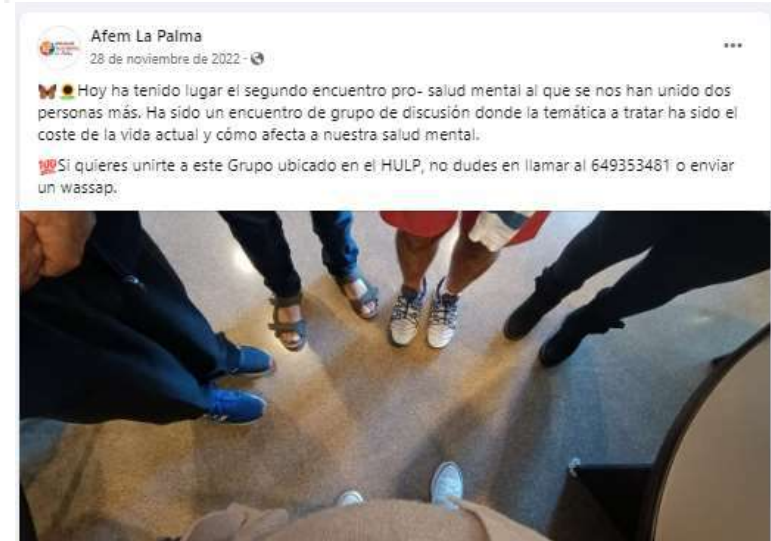 Afem La Palma
28 de noviembre de 2022 ·
🦋🌻Hoy ha tenido lugar el segundo encuentro pro- salud mental al que se nos han unido dos
personas más. Ha sido un encuentro de grupo de discusión donde la temática a tratar ha sido el
coste de la vida actual y cómo afecta a nuestra salud mental.
💯Si quieres unirte a este Grupo ubicado en el HULP, no dudes en llamar al 649353481 o enviar
un wassap.